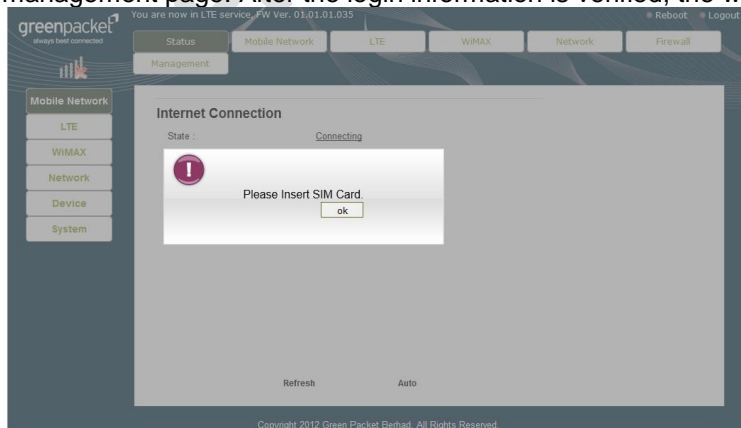 management page. After the login information is verified, the
greenpacket
always best connected
You are now in LTE service, FW Ver. 01.01.01.035
Reboot Logout
Status Mobile Network LTE WiMAX Network Firewall
Management
Mobile Network
LTE
WiMAX
Network
Device
System
Internet Connection
State : Connecting
Please Insert SIM Card.
ok
Refresh Auto
Copyright 2012 Green Packet Berhad. All Rights Reserved.